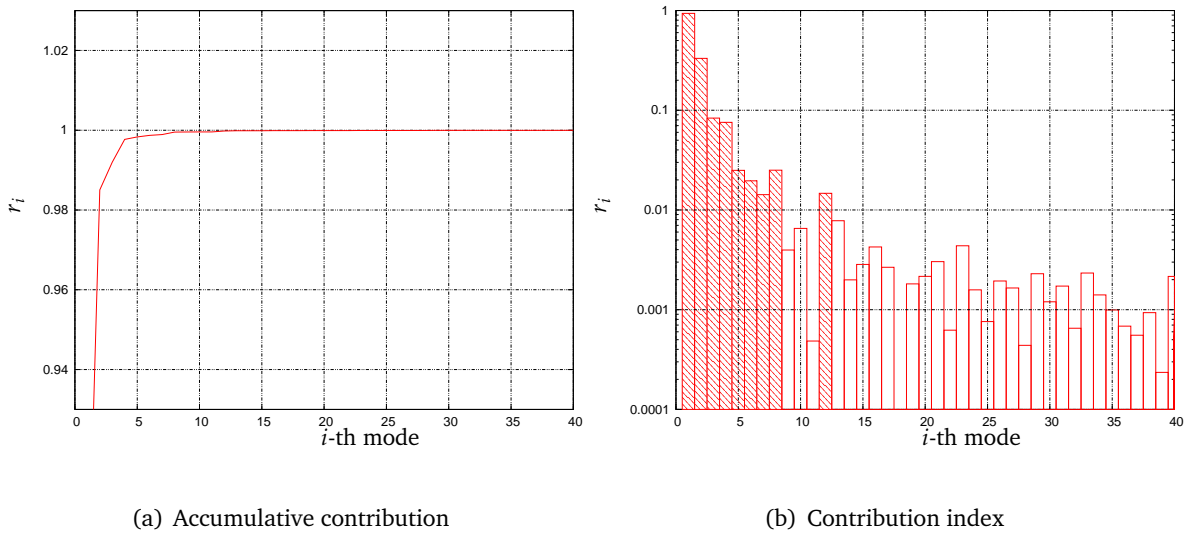 1.02
1
0.98
0.96
0.94
r_i
0 5 10 15 20 25 30 35 40
i-th mode
(a) Accumulative contribution
1
0.1
0.01
0.001
0.0001
r_i
0 5 10 15 20 25 30 35 40
i-th mode
(b) Contribution index